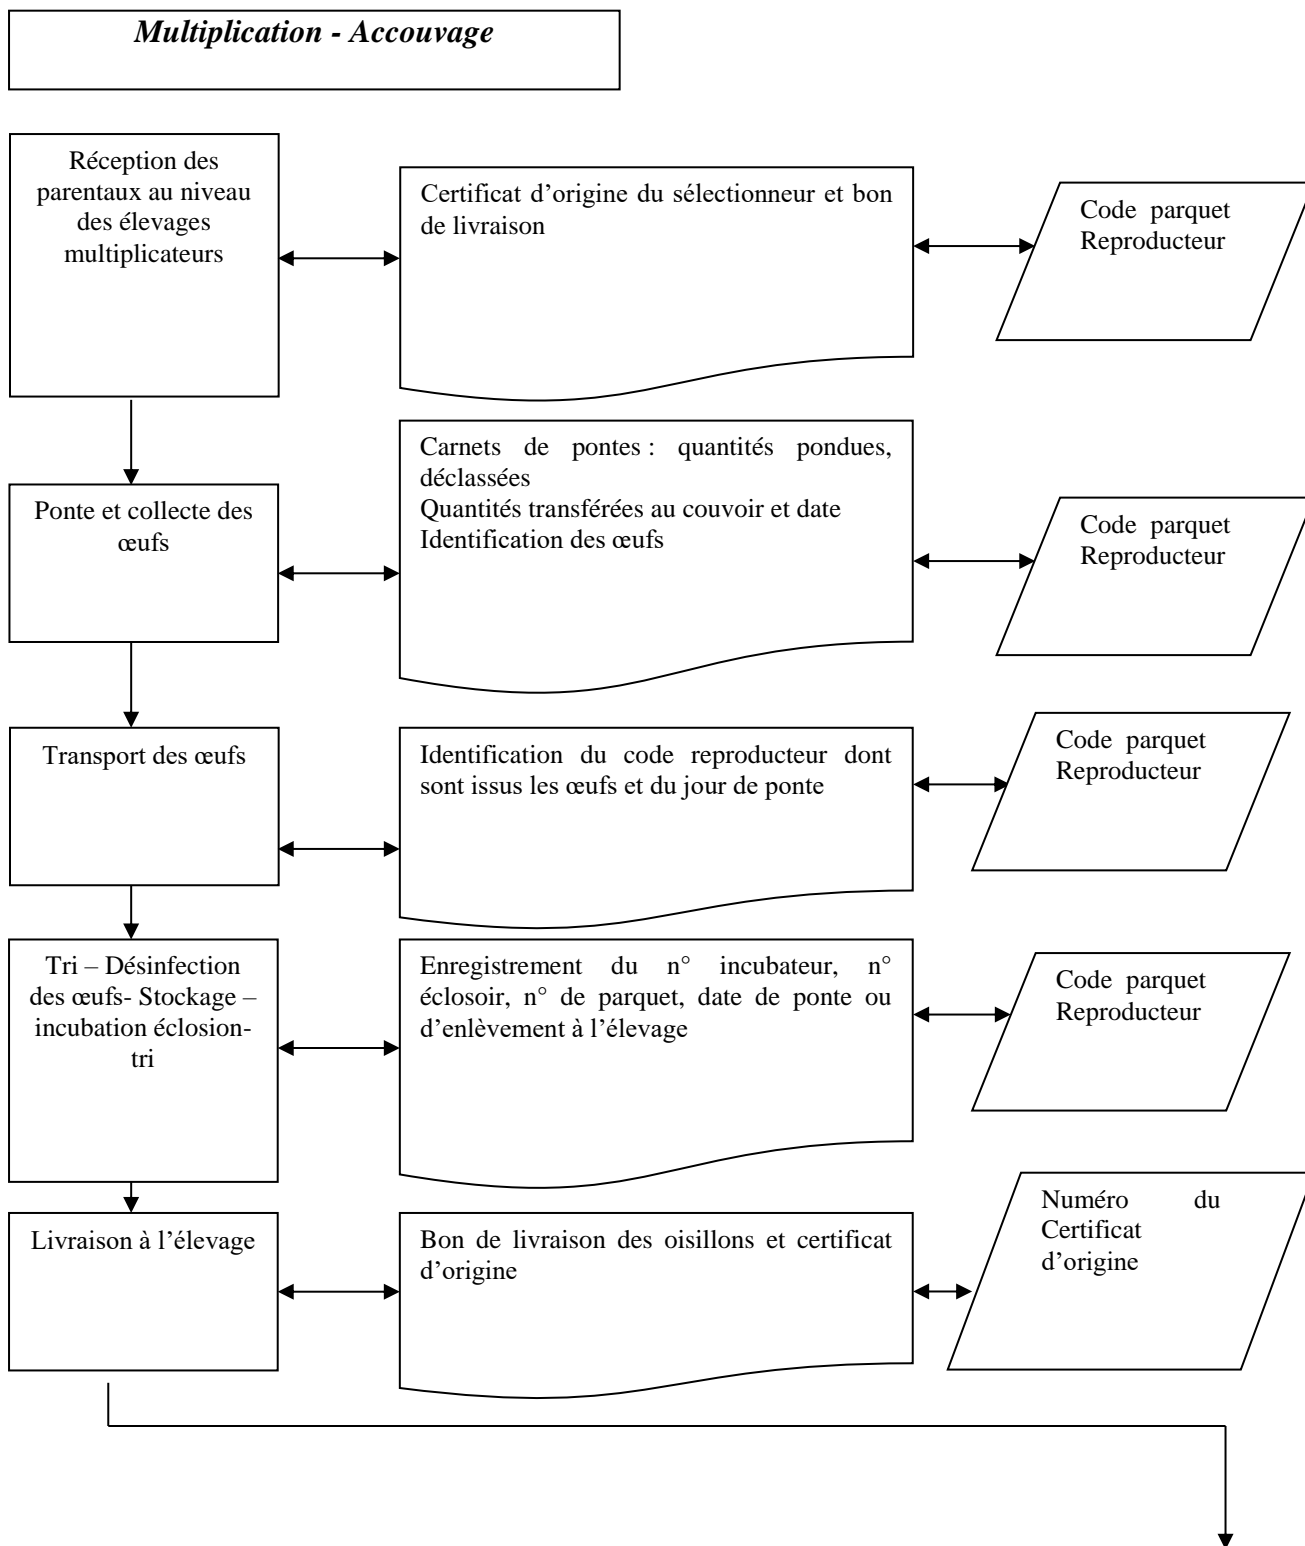 Multiplication - Accouvage
Réception des
parentaux au niveau
des élevages
multiplicateurs
Certificat d’origine du sélectionneur et bon
de livraison
Code parquet
Reproducteur
Ponte et collecte des
œufs
Carnets de pontes : quantités pondues,
déclassées
Quantités transférées au couvoir et date
Identification des œufs
Code parquet
Reproducteur
Transport des œufs
Identification du code reproducteur dont
sont issus les œufs et du jour de ponte
Code parquet
Reproducteur
Tri – Désinfection
des œufs- Stockage –
incubation éclosion-
tri
Enregistrement du n° incubateur, n°
éclosoir, n° de parquet, date de ponte ou
d’enlèvement à l’élevage
Code parquet
Reproducteur
Livraison à l’élevage
Bon de livraison des oisillons et certificat
d’origine
Numéro du
Certificat
d’origine